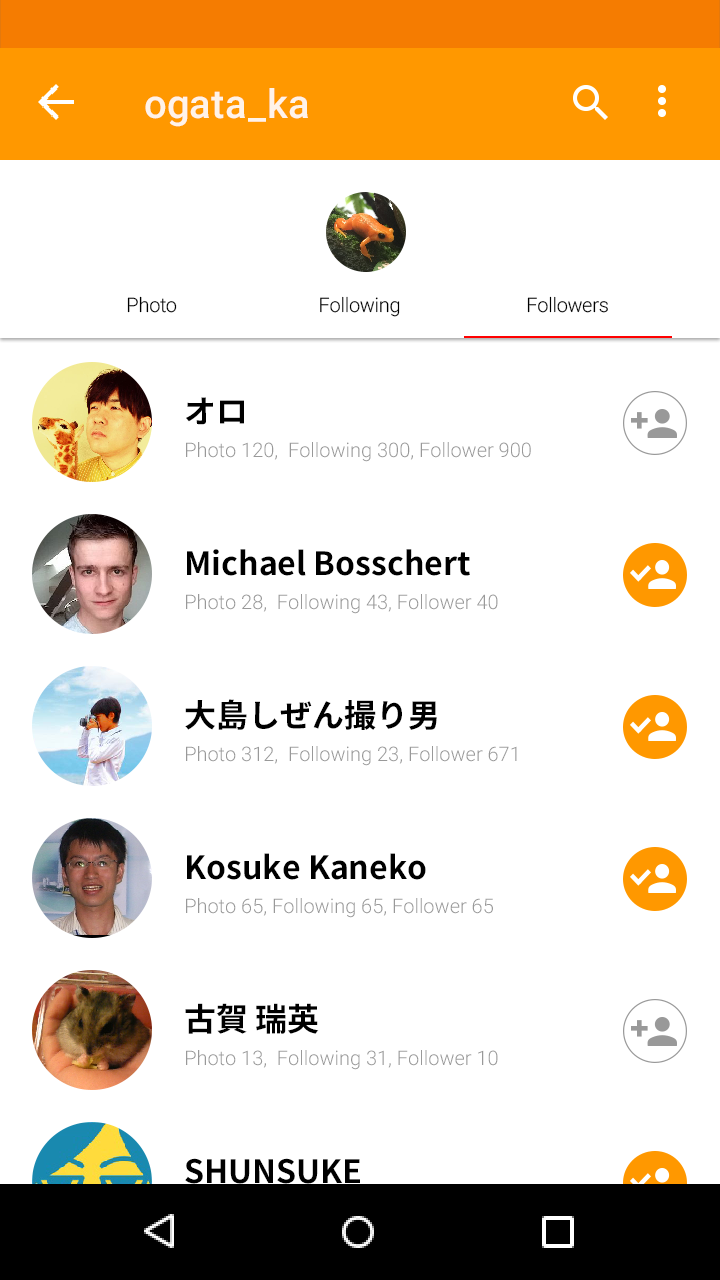 ogata_ka
Photo
Following
Followers
オロ
Photo 120,  Following 300, Follower 900
Michael Bosschert
Photo 28,  Following 43, Follower 40
大島しぜん撮り男
Photo 312,  Following 23, Follower 671
Kosuke Kaneko
Photo 65, Following 65, Follower 65
古賀 瑞英
Photo 13,  Following 31, Follower 10
SHUNSUKE